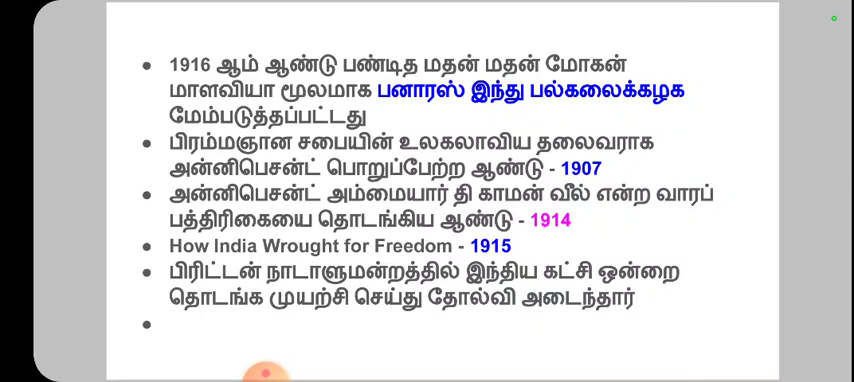 • 1916 ஆம் ஆண்டு பண்டித மதன் மதன் மோகன்
மாளவியா மூலமாக பனாரஸ் இந்து பல்கலைக்கழக
மேம்படுத்தப்பட்டது
• பிரம்மஞான சபையின் உலகலாவிய தலைவராக
அன்னிபெசன்ட் பொறுப்பேற்ற ஆண்டு - 1907
• அன்னிபெசன்ட் அம்மையார் தி காமன் வீல் என்ற வாரப்
பத்திரிகையை தொடங்கிய ஆண்டு - 1914
• How India Wrought for Freedom - 1915
• பிரிட்டன் நாடாளுமன்றத்தில் இந்திய கட்சி ஒன்றை
தொடங்க முயற்சி செய்து தோல்வி அடைந்தார்
•